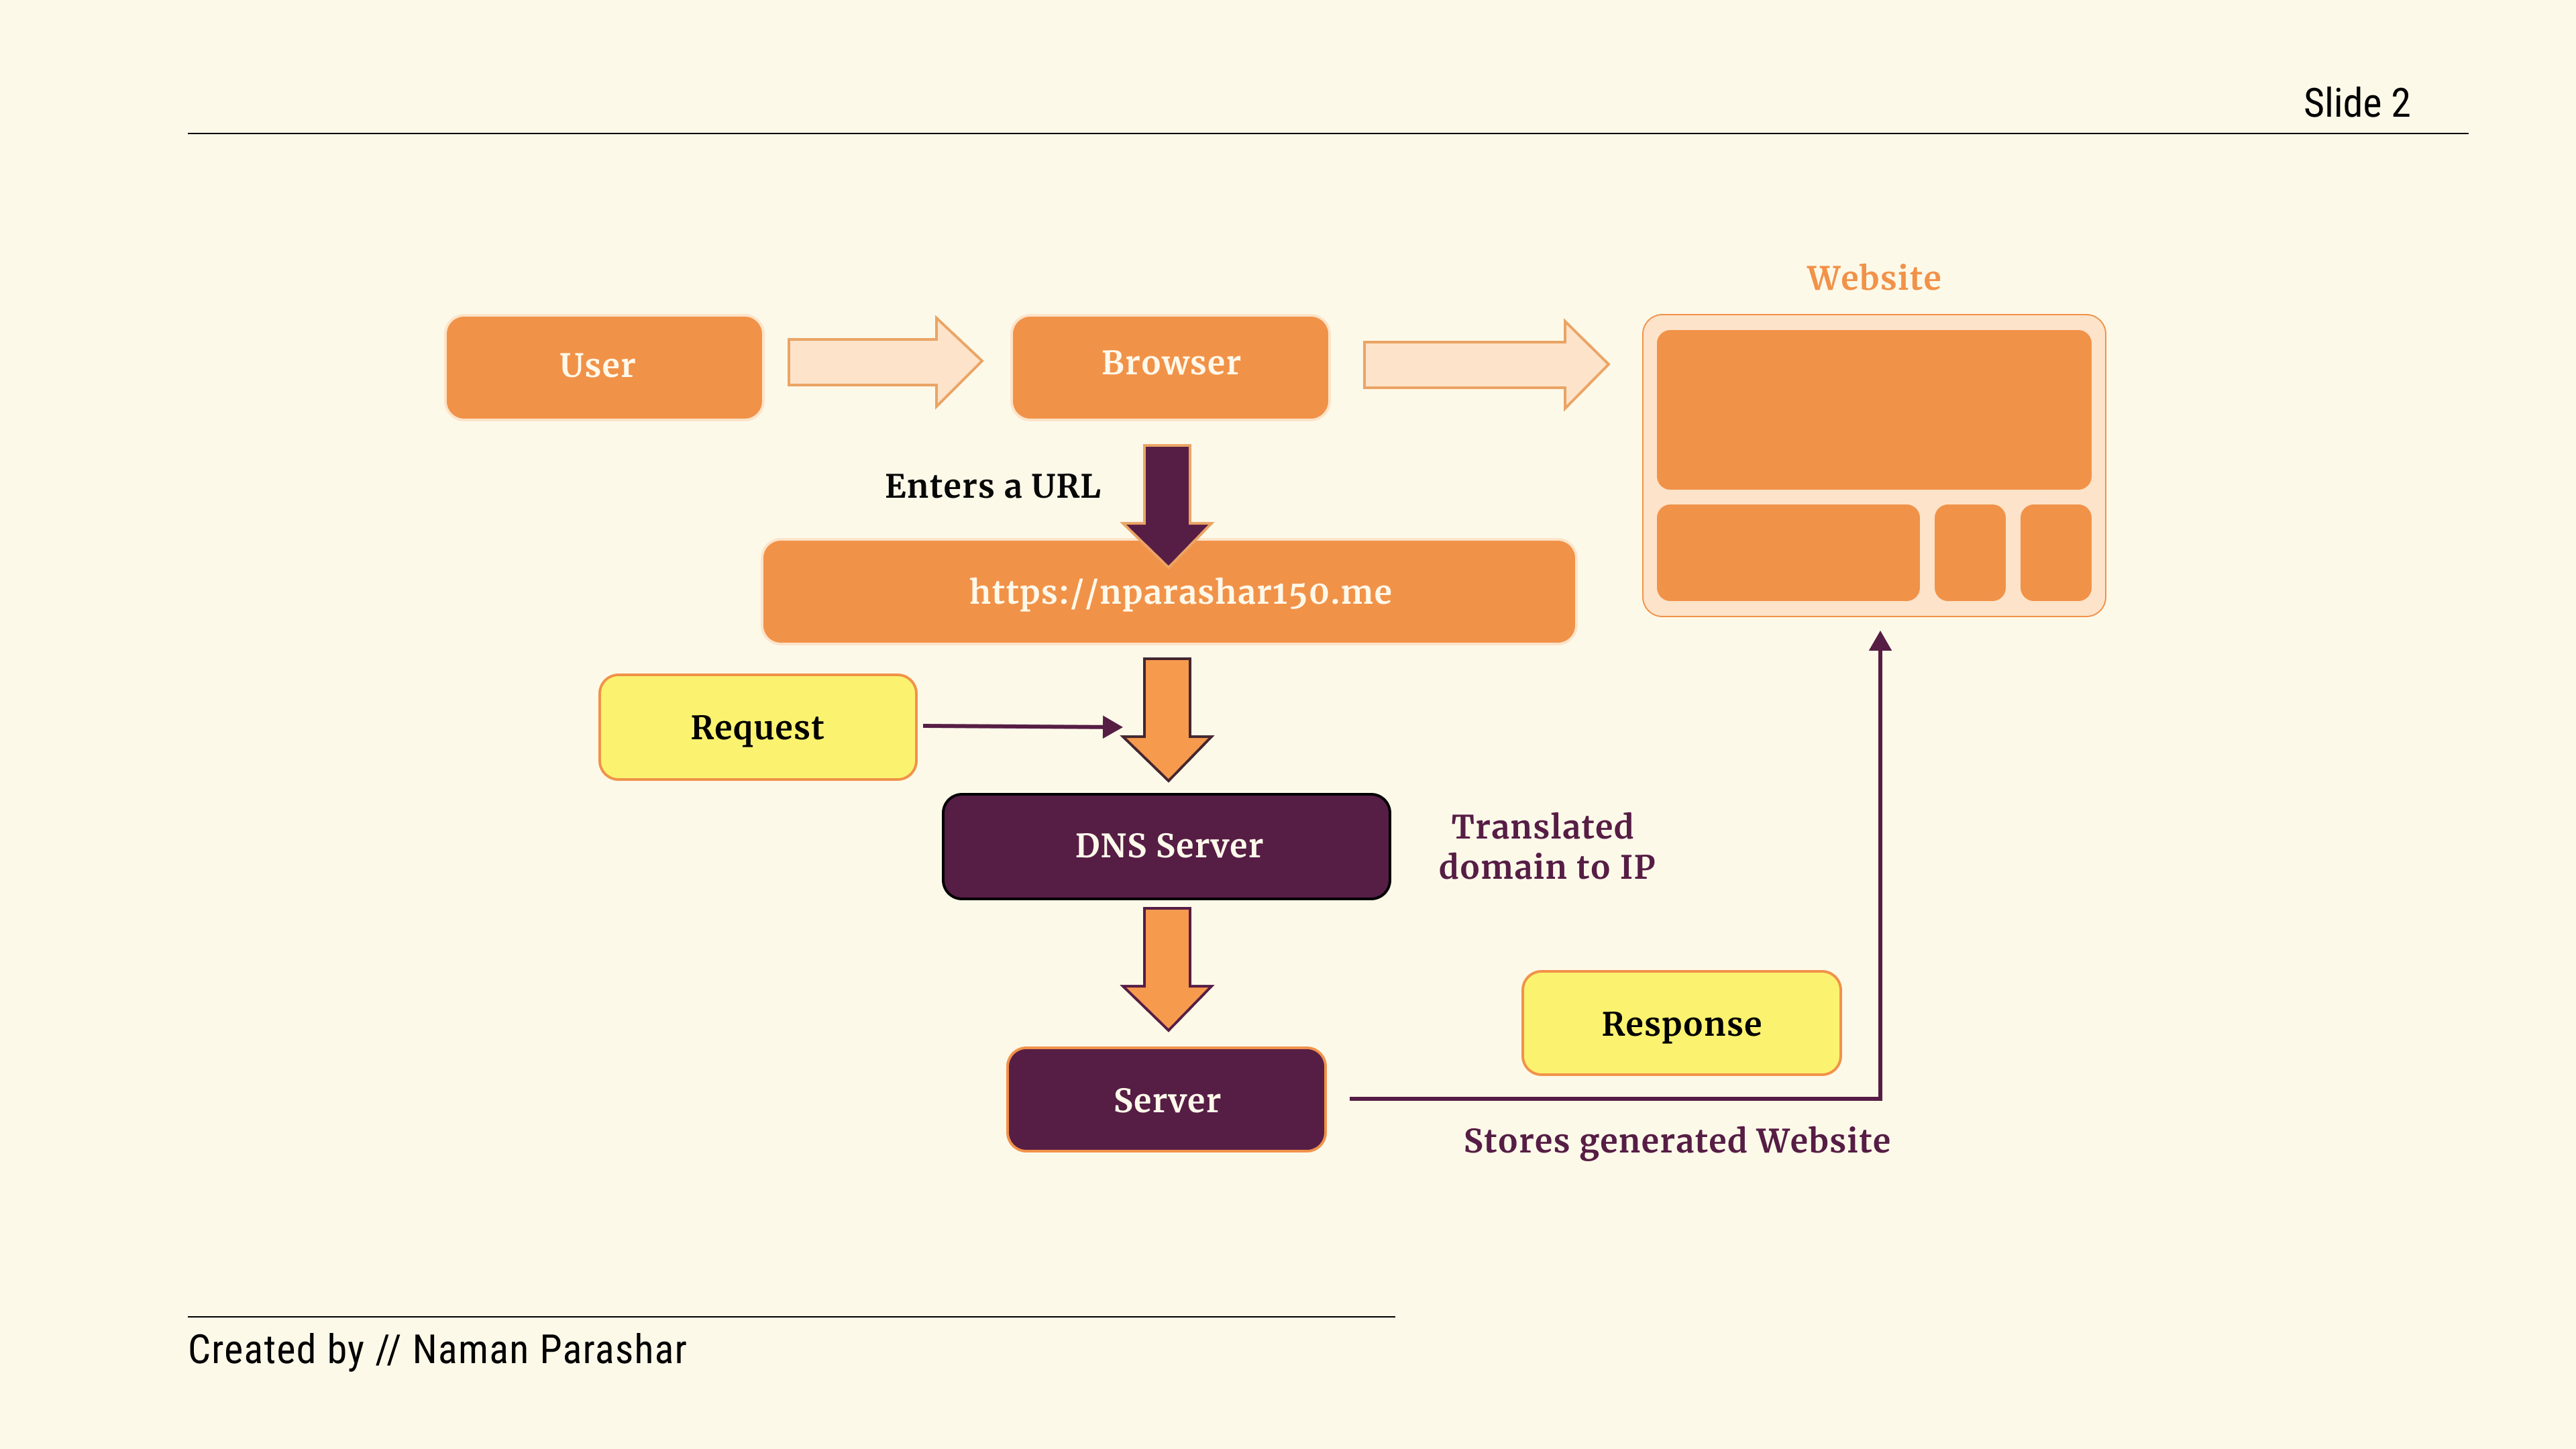 Slide 2
Website
User
Browser
Enters a URL
https://nparashar150.me
Request
DNS Server
Translated
domain to IP
Response
Server
Stores generated Website
Created by // Naman Parashar